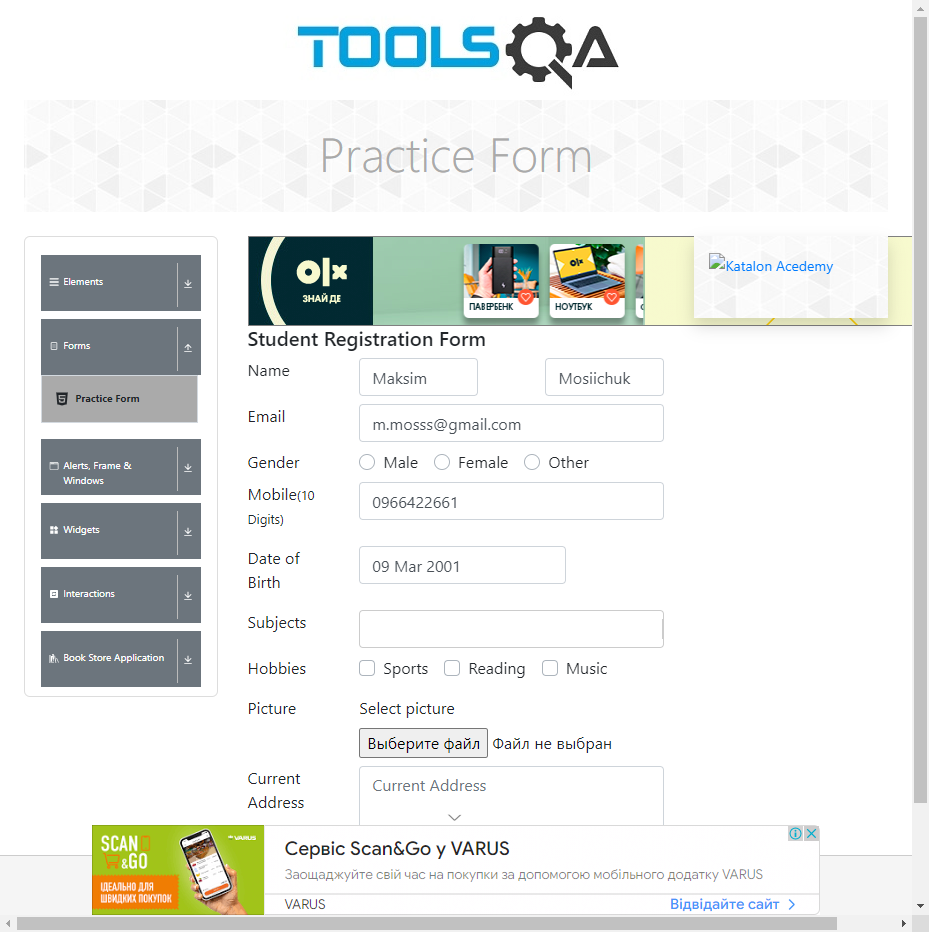 TOOLSQA
Practice Form
Elements
Forms
Practice Form
Alerts, Frame &
Windows
Widgets
Interactions
Book Store Application
olx
ЗНАЙДЕ
ПАВЕРБЕНК
НОУТБУК
Katalon Acedemy
Student Registration Form
Name
Maksim
Mosiichuk
Email
m.mosss@gmail.com
Gender
Male Female Other
Mobile(10
Digits)
0966422661
Date of
Birth
09 Mar 2001
Subjects
Hobbies
Sports Reading Music
Picture
Select picture
Выберите файл Файл не выбран
Current
Address
Current Address
SCAN
&GO
ІДЕАЛЬНО ДЛЯ
ШВИДКИХ ПОКУПОК
VARUS
Сервіс Scan&Go у VARUS
Заощаджуйте свій час на покупки за допомогою мобільного додатку VARUS
VARUS
Відвідайте сайт